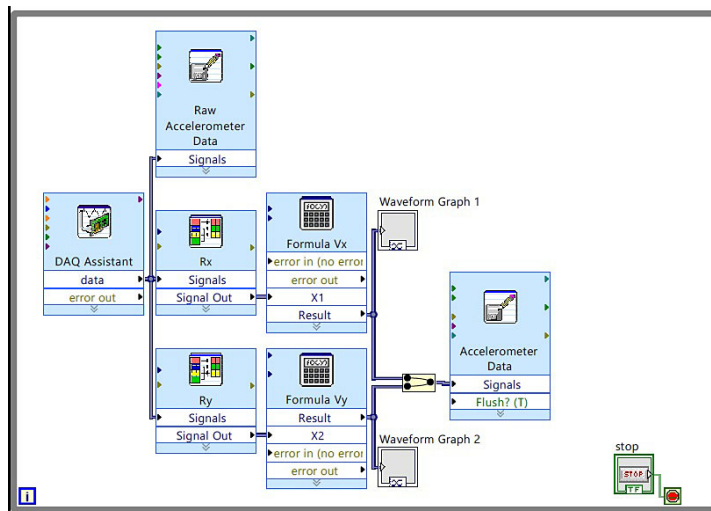 Raw
Accelerometer
Data
Signals
DAQ Assistant
data
error out
Rx
Signals
Signal Out
Formula Vx
error in (no error
error out
X1
Result
Waveform Graph 1
Accelerometer
Data
Signals
Flush? (T)
Ry
Signals
Signal Out
Formula Vy
Result
X2
error in (no error
error out
Waveform Graph 2
stop
STOP
TF
i